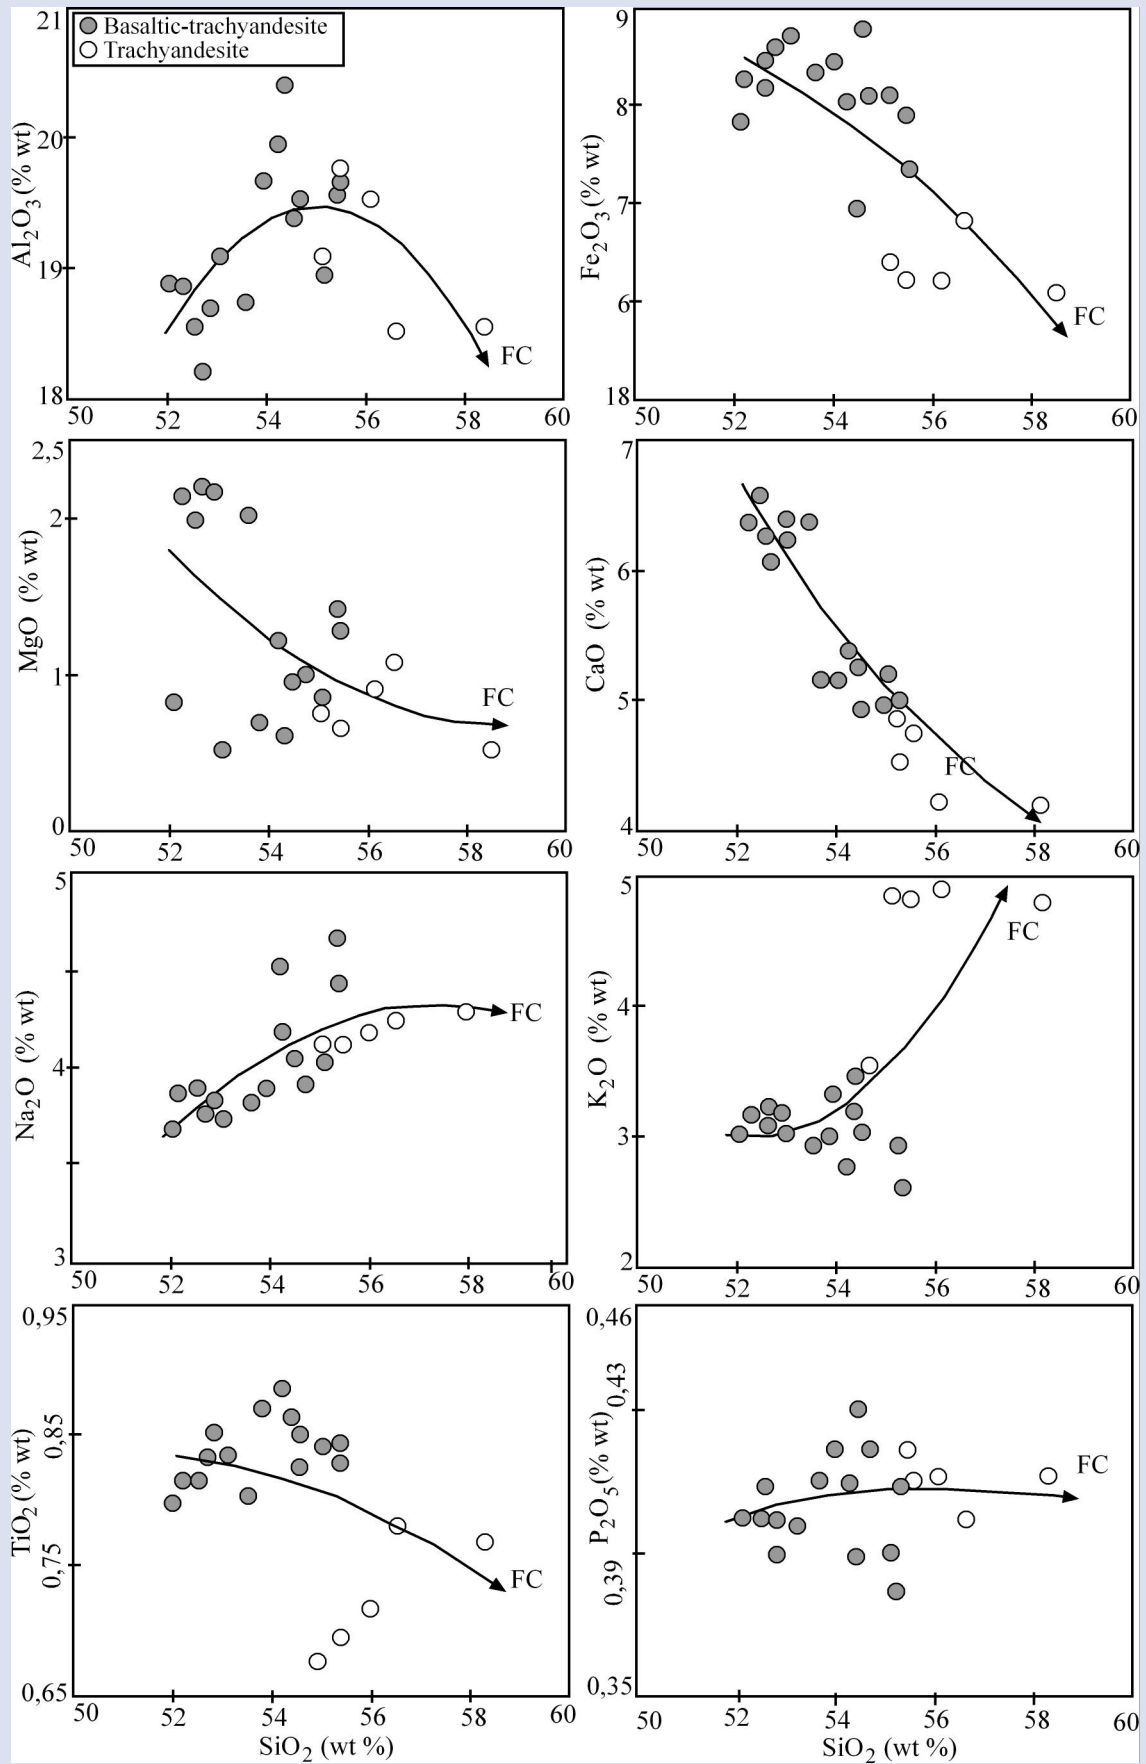 Basaltic-trachyandesite
Trachyandesite
21
20
19
18
Al2O3 (% wt)
FC
50 52 54 56 58 60
9
8
7
6
18
Fe2O3 (% wt)
FC
50 52 54 56 58 60
2,5
2
1
0
MgO (% wt)
FC
50 52 54 56 58 60
7
6
5
4
CaO (% wt)
FC
50 52 54 56 58 60
5
4
3
Na2O (% wt)
FC
50 52 54 56 58 60
5
4
3
2
K2O (% wt)
FC
50 52 54 56 58 60
0,95
0,85
0,75
0,65
TiO2 (% wt)
FC
50 52 54 56 58 60
SiO2 (wt %)
0,46
0,43
0,39
0,35
P2O5 (% wt)
FC
50 52 54 56 58 60
SiO2 (wt %)